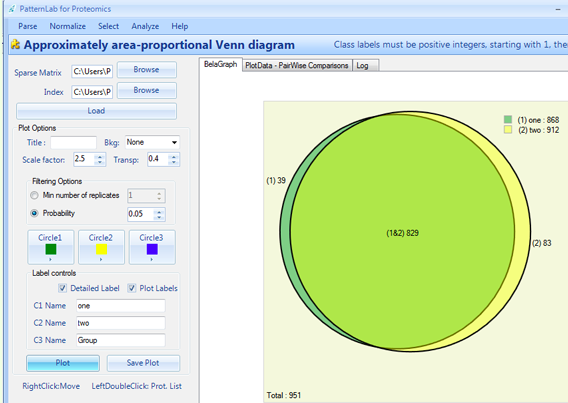 PatternLab for Proteomics
Parse Normalize Select Analyze Help
Approximately area-proportional Venn diagram
Class labels must be positive integers, starting with 1, the
Sparse Matrix C:\Users\P Browse
Index C:\Users\P Browse
Load
Plot Options
Title : Bkg: None
Scale factor: 2.5 Transp: 0.4
Filtering Options
Min number of replicates 1
Probability 0.05
Circle1 Circle2 Circle3
Label controls
Detailed Label Plot Labels
C1 Name one
C2 Name two
C3 Name Group
Plot Save Plot
RightClick:Move LeftDoubleClick: Prot. List
BelaGraph PlotData - PairWise Comparisons Log
(1) one : 868
(2) two : 912
(1) 39
(1&2) 829
(2) 83
Total : 951